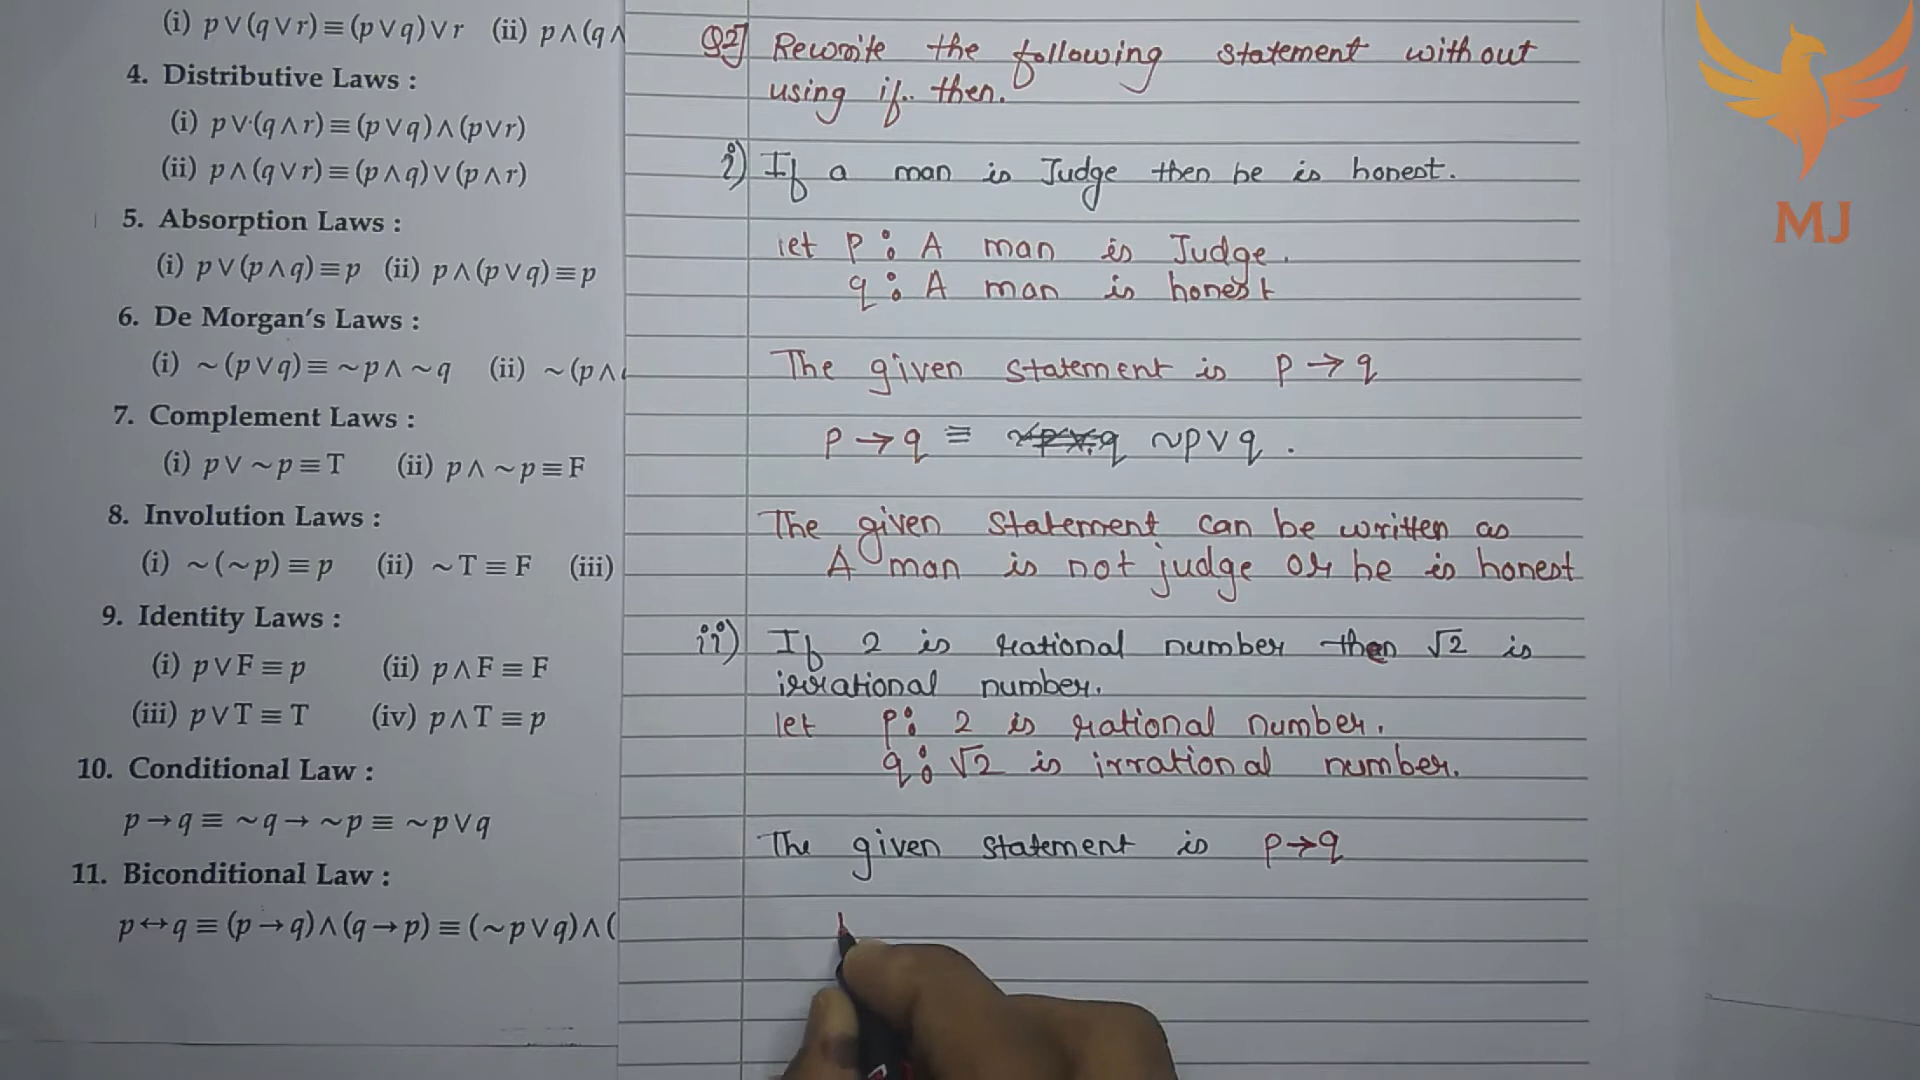 (i) p∨(q∨r)≡(p∨q)∨r (ii) p∧(q∧
4. Distributive Laws :
(i) p∨(q∧r)≡(p∨q)∧(p∨r)
(ii) p∧(q∨r)≡(p∧q)∨(p∧r)
5. Absorption Laws :
(i) p∨(p∧q)≡p (ii) p∧(p∨q)≡p
6. De Morgan's Laws :
(i) ~(p∨q)≡~p∧~q (ii) ~(p∧
7. Complement Laws :
(i) p∨~p≡T (ii) p∧~p≡F
8. Involution Laws :
(i) ~(~p)≡p (ii) ~T≡F (iii)
9. Identity Laws :
(i) p∨F≡p (ii) p∧F≡F
(iii) p∨T≡T (iv) p∧T≡p
10. Conditional Law :
p→q≡~q→~p≡~p∨q
11. Biconditional Law :
p↔q≡(p→q)∧(q→p)≡(~p∨q)∧(
Q2] Rewrite the following statement without
using if.. then.
i) If a man is Judge then he is honest.
let p : A man is Judge.
q : A man is honest
The given statement is p→q
p→q ≡ ~p∨q .
The given statement can be written as
A man is not judge or he is honest
ii) If 2 is rational number then √2 is
irrational number.
let p: 2 is rational number.
q: √2 is irrational number.
The given statement is p→q
MJ